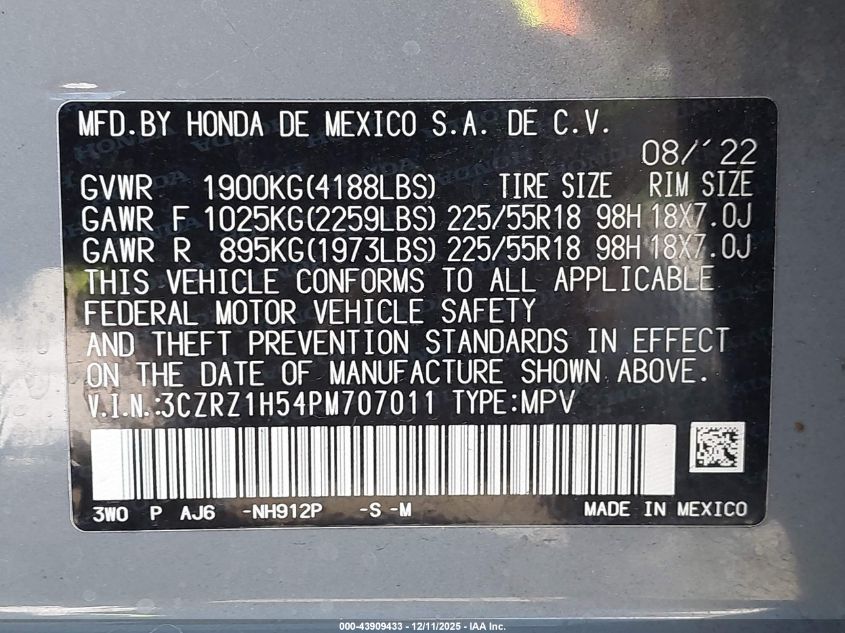 MFD.BY HONDA DE MEXICO S.A. DE C.V.
08/'22
GVWR 1900KG(4188LBS) TIRE SIZE RIM SIZE
GAWR F 1025KG(2259LBS) 225/55R18 98H 18X7.0J
GAWR R 895KG(1973LBS) 225/55R18 98H 18X7.0J
THIS VEHICLE CONFORMS TO ALL APPLICABLE
FEDERAL MOTOR VEHICLE SAFETY
AND THEFT PREVENTION STANDARDS IN EFFECT
ON THE DATE OF MANUFACTURE SHOWN ABOVE.
V.I.N.:3CZRZ1H54PM707011 TYPE:MPV
3W0 P AJ6 -NH912P -S -M MADE IN MEXICO
000-43909433 - 12/11/2025 - IAA Inc.